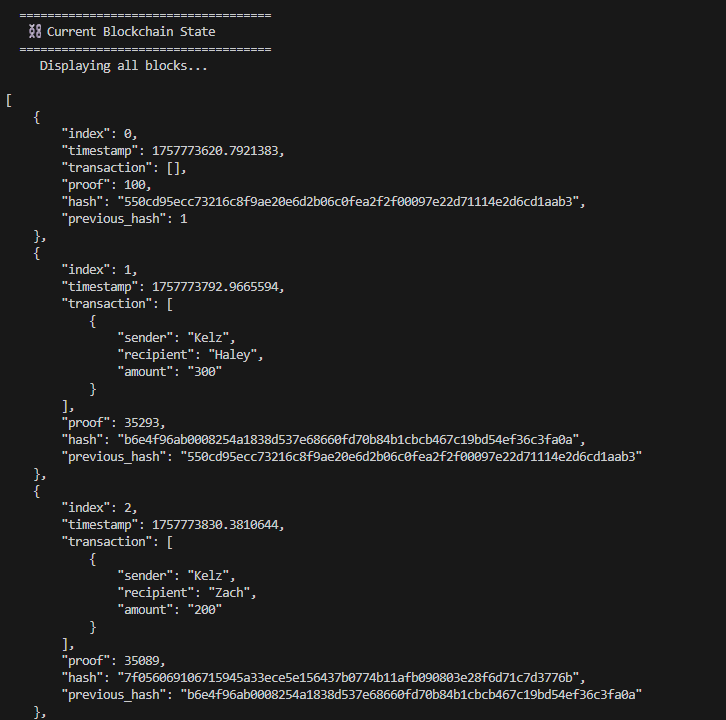 ====================================
⛓ Current Blockchain State
====================================
Displaying all blocks...
[
{
"index": 0,
"timestamp": 1757773620.7921383,
"transaction": [],
"proof": 100,
"hash": "550cd95ecc73216c8f9ae20e6d2b06c0fea2f2f00097e22d71114e2d6cd1aab3",
"previous_hash": 1
},
{
"index": 1,
"timestamp": 1757773792.9665594,
"transaction": [
{
"sender": "Kelz",
"recipient": "Haley",
"amount": "300"
}
],
"proof": 35293,
"hash": "b6e4f96ab0008254a1838d537e68660fd70b84b1cbcb467c19bd54ef36c3fa0a",
"previous_hash": "550cd95ecc73216c8f9ae20e6d2b06c0fea2f2f00097e22d71114e2d6cd1aab3"
},
{
"index": 2,
"timestamp": 1757773830.3810644,
"transaction": [
{
"sender": "Kelz",
"recipient": "Zach",
"amount": "200"
}
],
"proof": 35089,
"hash": "7f056069106715945a33ece5e156437b0774b11afb090803e28f6d71c7d3776b",
"previous_hash": "b6e4f96ab0008254a1838d537e68660fd70b84b1cbcb467c19bd54ef36c3fa0a"
},